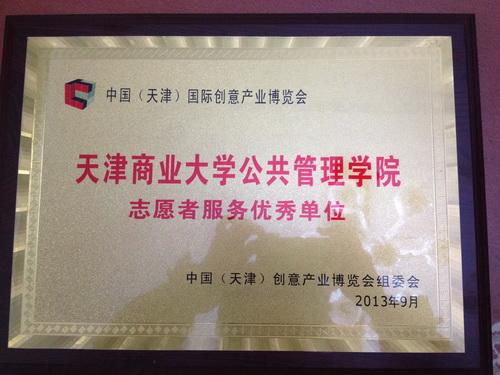 中国（天津）国际创意产业博览会
天津商业大学公共管理学院
志愿者服务优秀单位
中国（天津）创意产业博览会组委会
2013年9月